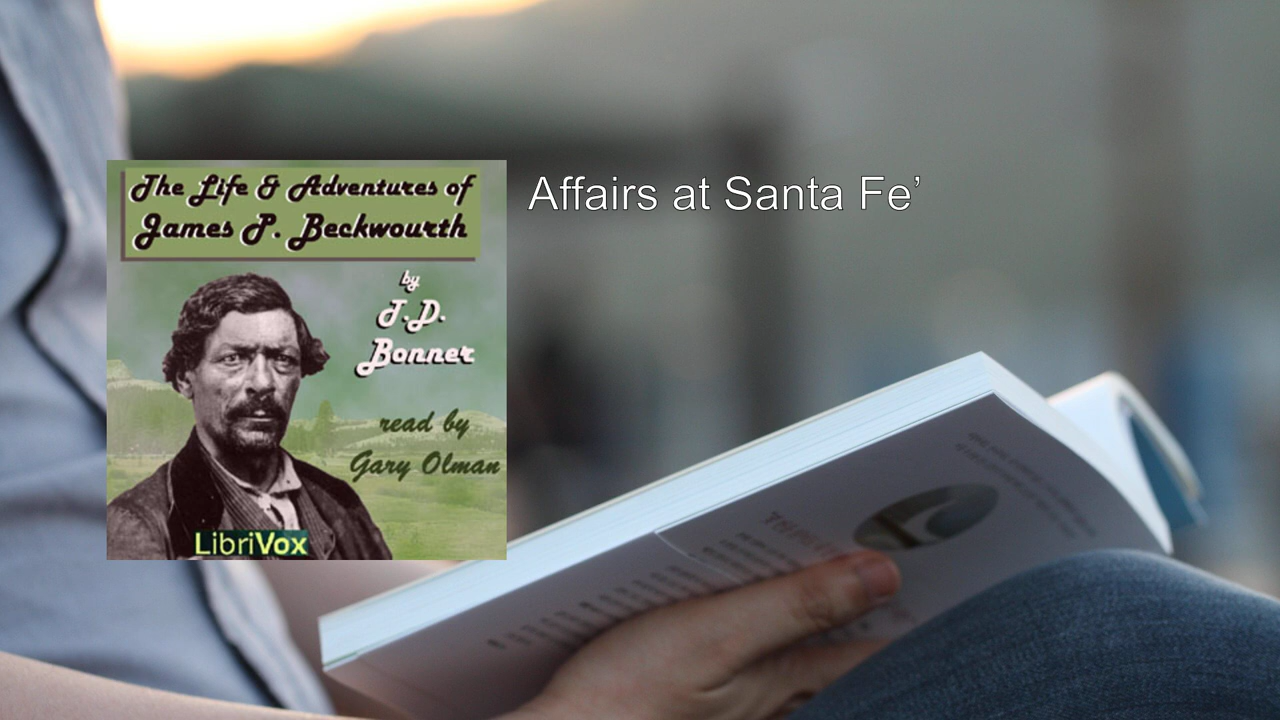 The Life & Adventures of
James P. Beckwourth
by
T.D.
Bonner
read by
Gary Olman
LibriVox
Affairs at Santa Fe’